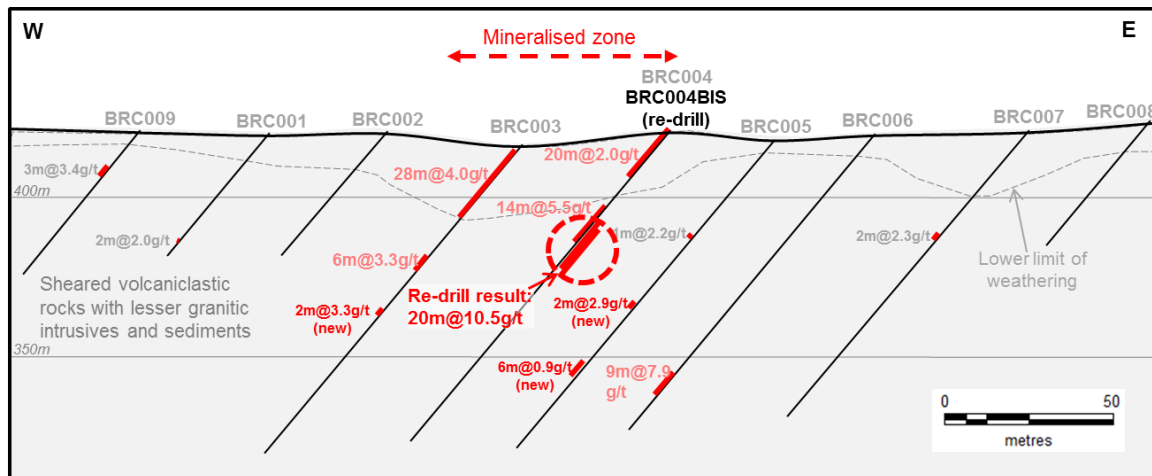 W
E
Mineralised zone
BRC004
BRC004BIS
(re-drill)
BRC009
BRC001
BRC002
BRC003
BRC005
BRC006
BRC007
BRC008
3m@3.4g/t
28m@4.0g/t
20m@2.0g/t
400m
14m@5.5g/t
2m@2.0g/t
1m@2.2g/t
2m@2.3g/t
Lower limit of
weathering
6m@3.3g/t
Sheared volcaniclastic
rocks with lesser granitic
intrusives and sediments
2m@3.3g/t
(new)
Re-drill result:
20m@10.5g/t
2m@2.9g/t
(new)
350m
6m@0.9g/t
(new)
9m@7.9
g/t
0
50
metres